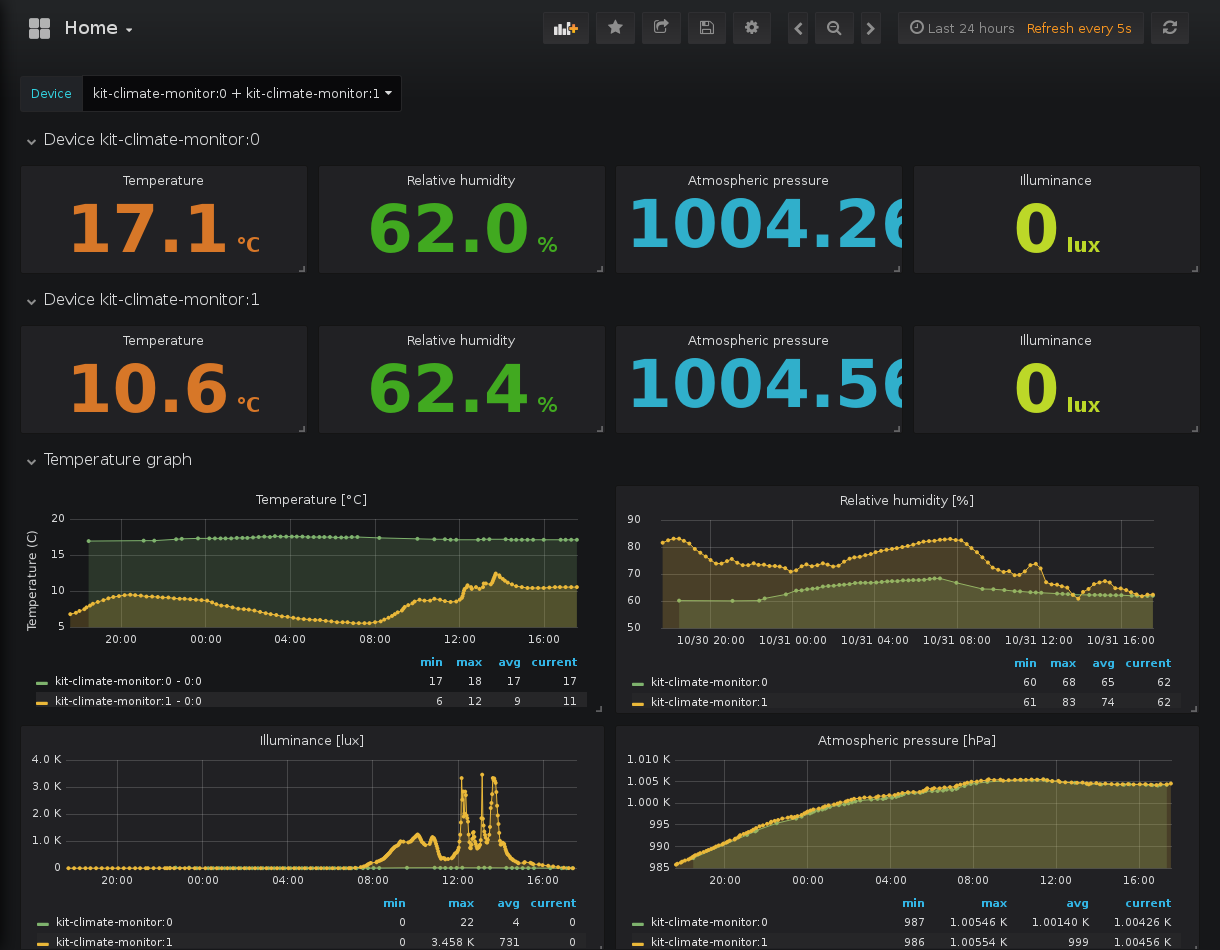 Home
Last 24 hours Refresh every 5s
Device kit-climate-monitor:0 + kit-climate-monitor:1
Device kit-climate-monitor:0
Temperature Relative humidity Atmospheric pressure Illuminance
17.1 °C 62.0 % 1004.26 0 lux
Device kit-climate-monitor:1
Temperature Relative humidity Atmospheric pressure Illuminance
10.6 °C 62.4 % 1004.56 0 lux
Temperature graph
Temperature [°C]
Temperature (C)
20
15
10
5
20:00 00:00 04:00 08:00 12:00 16:00
min max avg current
kit-climate-monitor:0 - 0:0 17 18 17 17
kit-climate-monitor:1 - 0:0 6 12 9 11
Relative humidity [%]
90
80
70
60
50
10/30 20:00 10/31 00:00 10/31 04:00 10/31 08:00 10/31 12:00 10/31 16:00
min max avg current
kit-climate-monitor:0 60 68 65 62
kit-climate-monitor:1 61 83 74 62
Illuminance [lux]
4.0 K
3.0 K
2.0 K
1.0 K
0
20:00 00:00 04:00 08:00 12:00 16:00
min max avg current
kit-climate-monitor:0 0 22 4 0
kit-climate-monitor:1 0 3.458 K 731 0
Atmospheric pressure [hPa]
1.010 K
1.005 K
1.000 K
995
990
985
20:00 00:00 04:00 08:00 12:00 16:00
min max avg current
kit-climate-monitor:0 987 1.00546 K 1.00140 K 1.00426 K
kit-climate-monitor:1 986 1.00554 K 999 1.00456 K